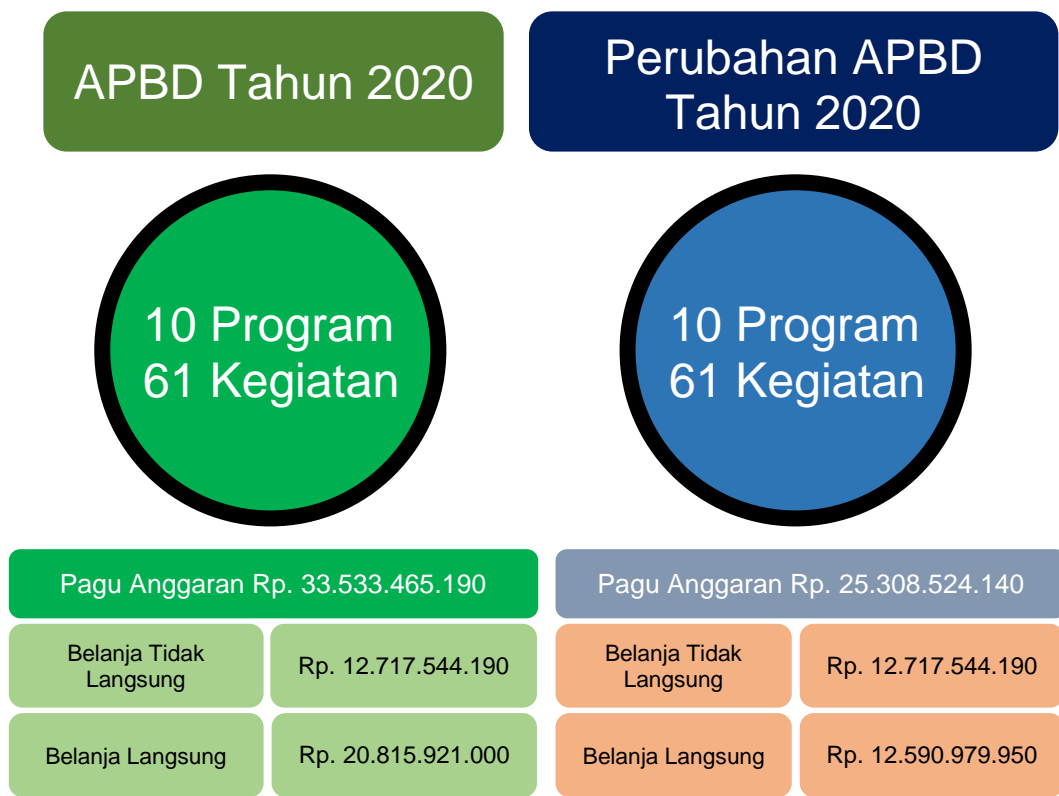 APBD Tahun 2020
Perubahan APBD
Tahun 2020
10 Program
61 Kegiatan
10 Program
61 Kegiatan
Pagu Anggaran Rp. 33.533.465.190
Belanja Tidak
Langsung
Rp. 12.717.544.190
Belanja Langsung
Rp. 20.815.921.000
Pagu Anggaran Rp. 25.308.524.140
Belanja Tidak
Langsung
Rp. 12.717.544.190
Belanja Langsung
Rp. 12.590.979.950